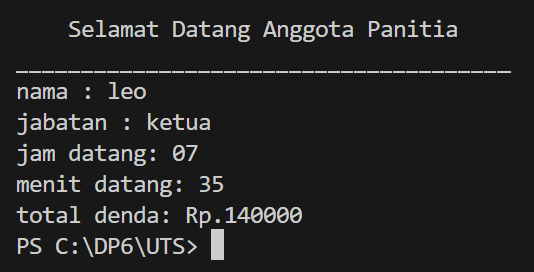 Selamat Datang Anggota Panitia
______________________________________
nama : leo
jabatan : ketua
jam datang: 07
menit datang: 35
total denda: Rp.140000
PS C:\DP6\UTS>